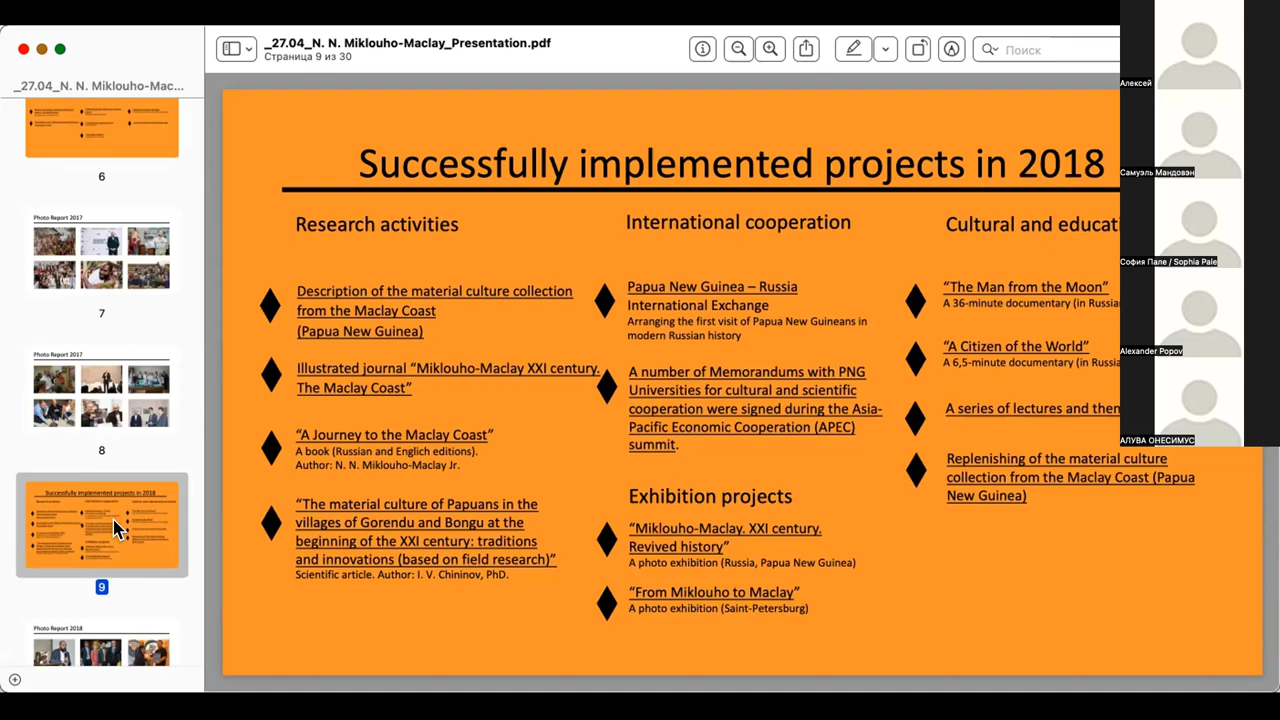 _27.04_N. N. Miklouho-Maclay_Presentation.pdf
Страница 9 из 30
Поиск
_27.04_N. N. Miklouho-Mac...
6
Photo Report 2017
7
Photo Report 2017
8
Successfully implemented projects in 2018
9
Photo Report 2018
Successfully implemented projects in 2018
Research activities
Description of the material culture collection
from the Maclay Coast
(Papua New Guinea)
Illustrated journal “Miklouho-Maclay XXI century.
The Maclay Coast”
“A Journey to the Maclay Coast”
A book (Russian and Englich editions).
Author: N. N. Miklouho-Maclay Jr.
“The material culture of Papuans in the
villages of Gorendu and Bongu at the
beginning of the XXI century: traditions
and innovations (based on field research)”
Scientific article. Author: I. V. Chininov, PhD.
International cooperation
Papua New Guinea – Russia
International Exchange
Arranging the first visit of Papua New Guineans in
modern Russian history
A number of Memorandums with PNG
Universities for cultural and scientific
cooperation were signed during the Asia-
Pacific Economic Cooperation (APEC)
summit.
Exhibition projects
“Miklouho-Maclay. XXI century.
Revived history”
A photo exhibition (Russia, Papua New Guinea)
“From Miklouho to Maclay”
A photo exhibition (Saint-Petersburg)
Cultural and educati
“The Man from the Moon”
A 36-minute documentary (in Russia
“A Citizen of the World”
A 6,5-minute documentary (in Russia
A series of lectures and then
Replenishing of the material culture
collection from the Maclay Coast (Papua
New Guinea)
Алексей
Самуэль Мандовэн
София Пале / Sophia Pale
Alexander Popov
АЛУВА ОНЕСИМУС